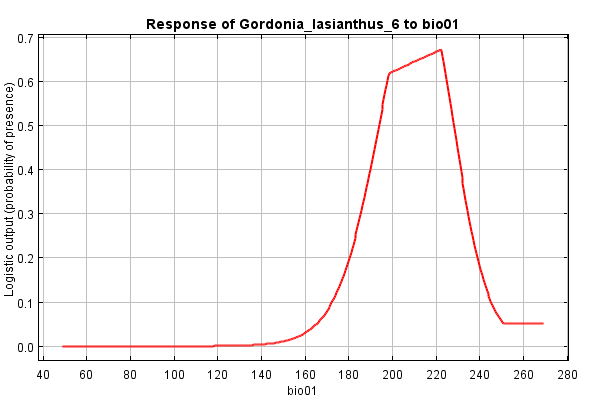 Response of Gordonia_lasianthus_6 to bio01
Logistic output (probability of presence)
0.7
0.6
0.5
0.4
0.3
0.2
0.1
0.0
40 60 80 100 120 140 160 180 200 220 240 260 280
bio01